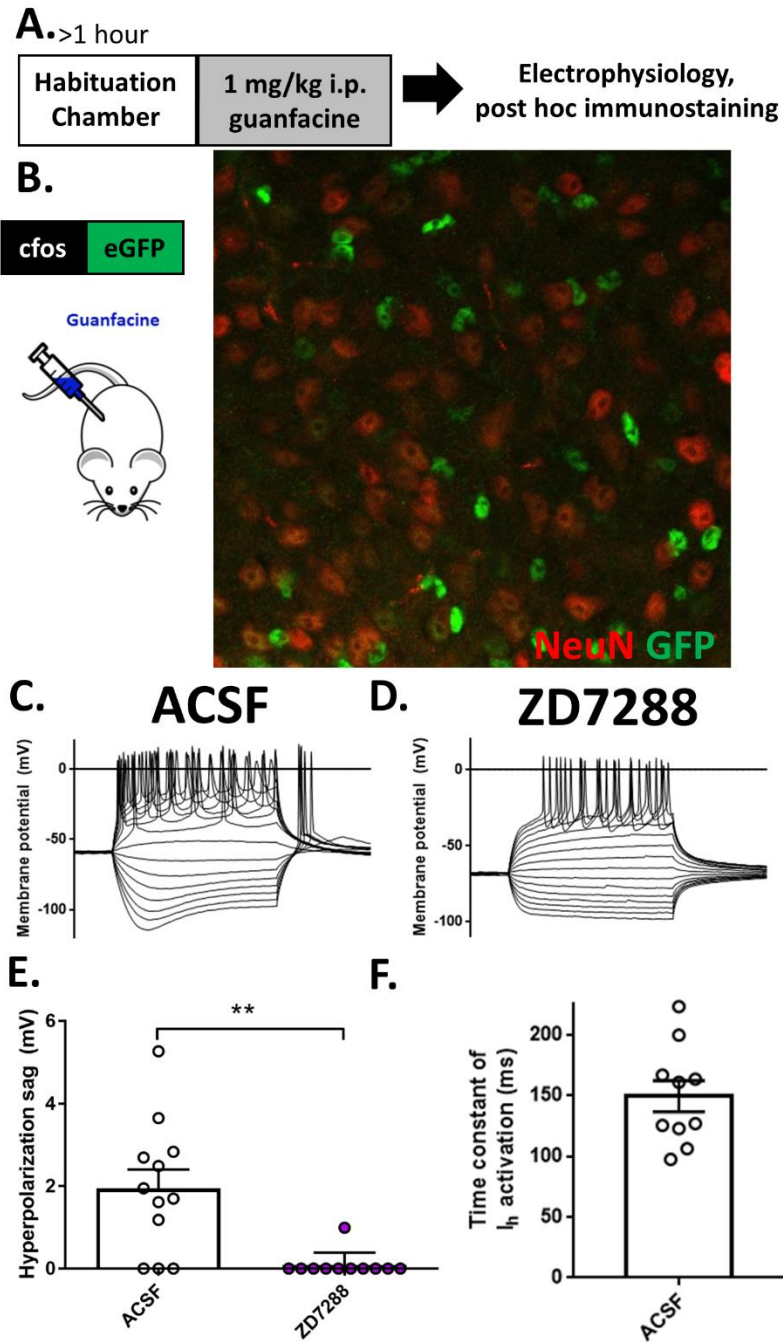 A. >1 hour
Habituation
Chamber
1 mg/kg i.p.
guanfacine
Electrophysiology,
post hoc immunostaining
B.
cfos eGFP
Guanfacine
NeuN GFP
C. ACSF
Membrane potential (mV)
0
-50
-100
D. ZD7288
Membrane potential (mV)
0
-50
-100
E.
Hyperpolarization sag (mV)
6
4
2
0
**
ACSF
ZD7288
F.
Time constant of
Ih activation (ms)
200
150
100
50
0
ACSF